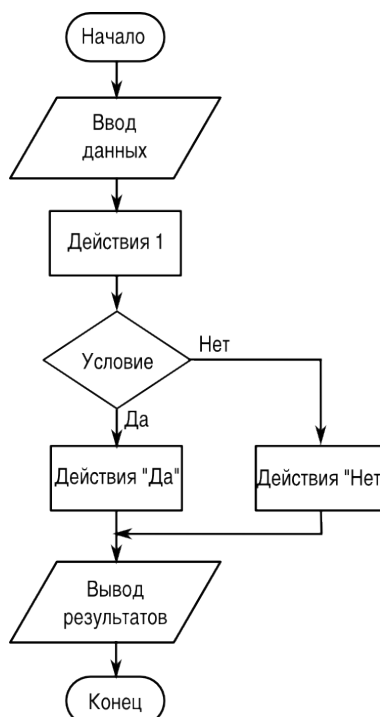 Начало
Ввод
данных
Действия 1
Условие
Нет
Да
Действия "Да"
Действия "Нет
Вывод
результатов
Конец